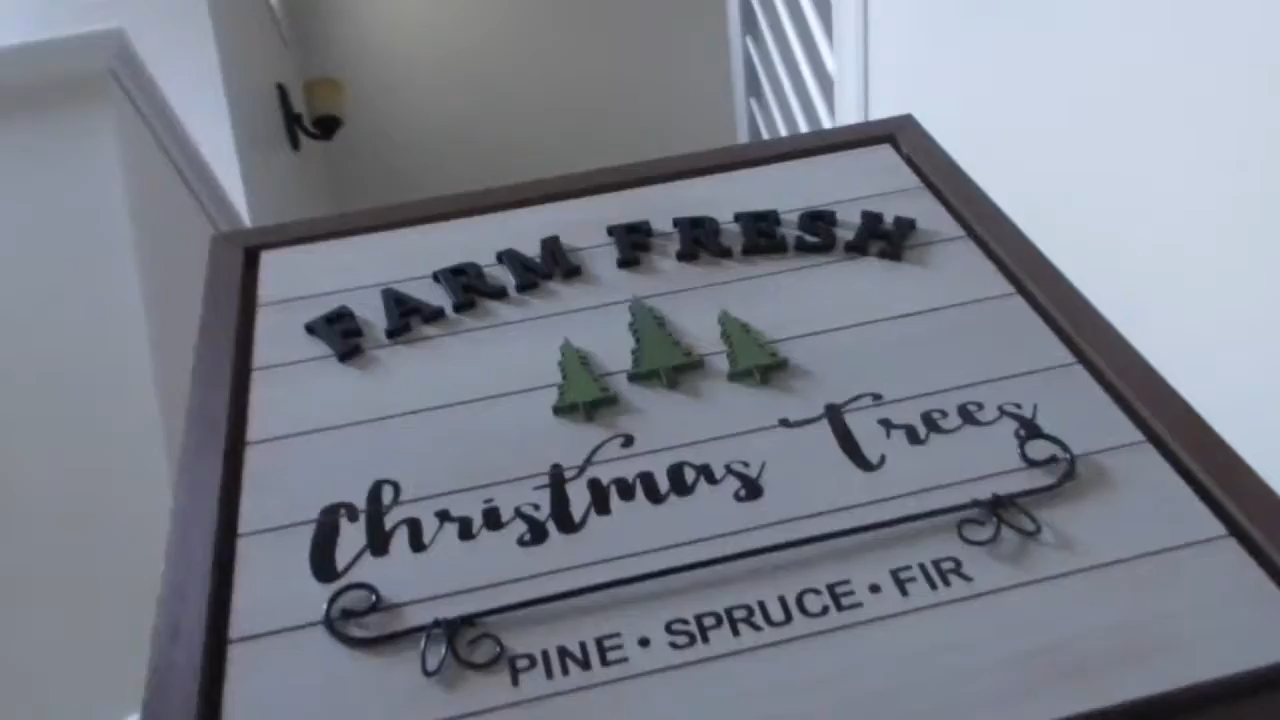 FARM FRESH
Christmas Trees
PINE • SPRUCE • FIR